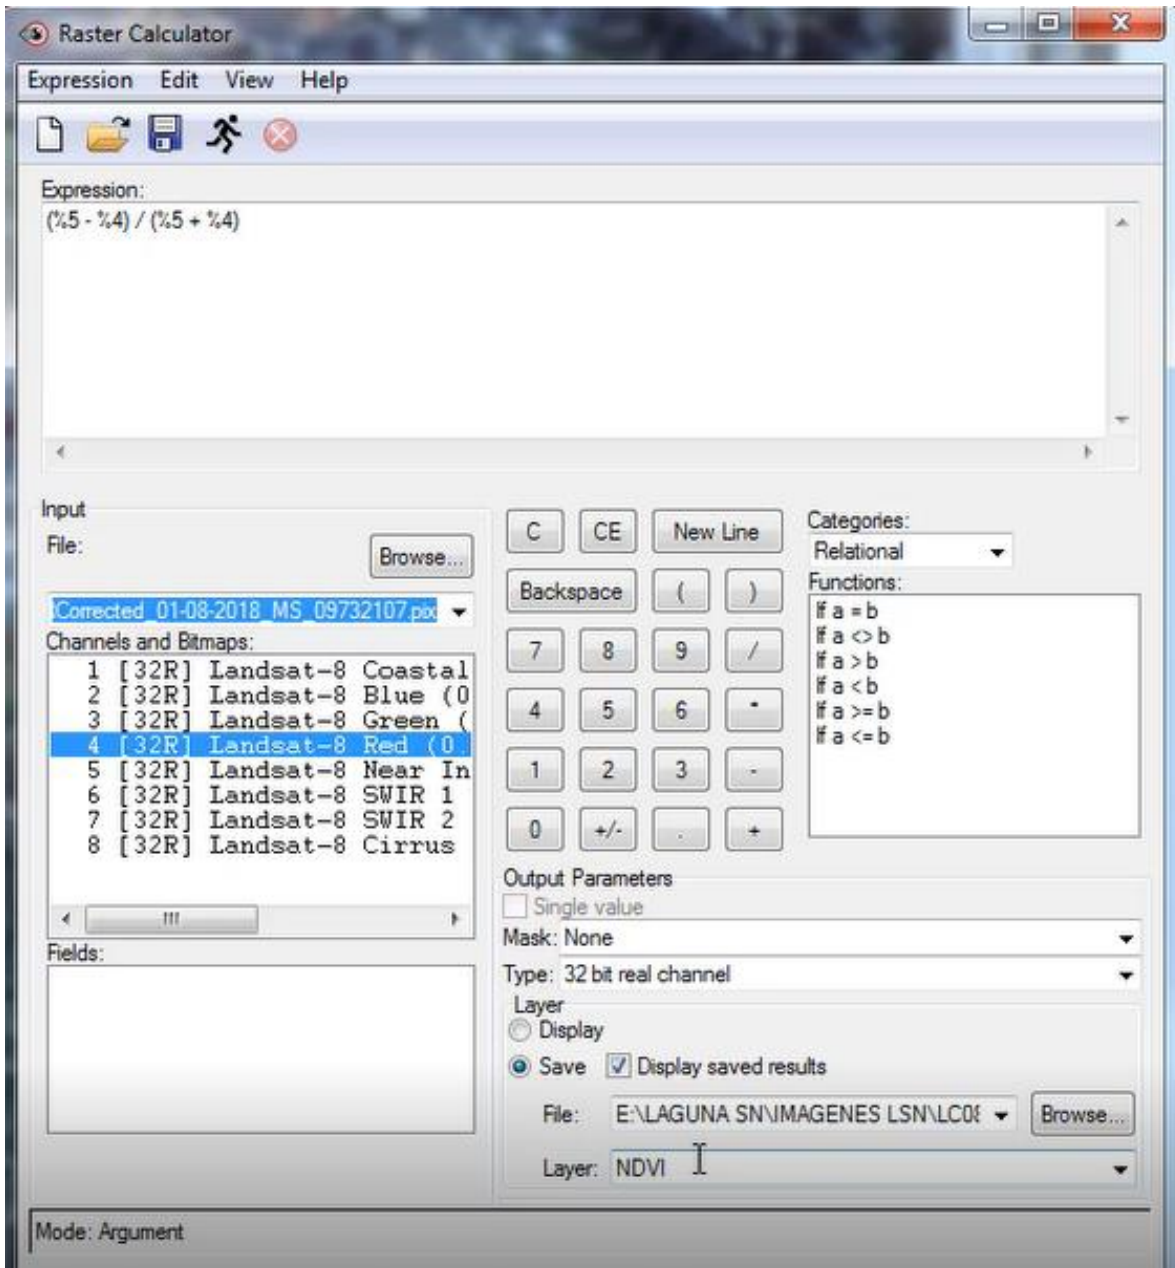 Raster Calculator
Expression Edit View Help
Expression:
(%5 - %4) / (%5 + %4)
Input
File:
Browse...
Corrected_01-08-2018_MS_09732107.pix
Channels and Bitmaps:
1 [32R] Landsat-8 Coastal
2 [32R] Landsat-8 Blue (0
3 [32R] Landsat-8 Green (
4 [32R] Landsat-8 Red (0
5 [32R] Landsat-8 Near In
6 [32R] Landsat-8 SWIR 1
7 [32R] Landsat-8 SWIR 2
8 [32R] Landsat-8 Cirrus
Fields:
C CE New Line
Backspace ( )
7 8 9 /
4 5 6 *
1 2 3 -
0 +/- . +
Categories:
Relational
Functions:
If a = b
If a <> b
If a > b
If a < b
If a >= b
If a <= b
Output Parameters
Single value
Mask: None
Type: 32 bit real channel
Layer
Display
Save Display saved results
File: E:\LAGUNA SN\IMAGENES LSN\LC08 Browse...
Layer: NDVI
Mode: Argument